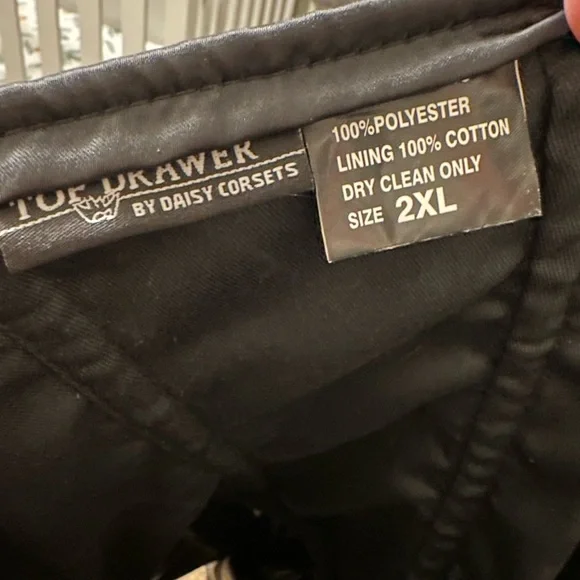 TOP DRAWER
BY DAISY CORSETS
100%POLYESTER
LINING 100% COTTON
DRY CLEAN ONLY
SIZE 2XL